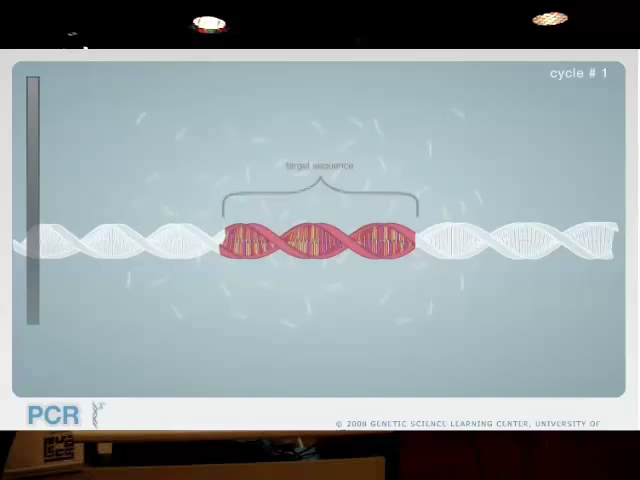 cycle # 1
target sequence
PCR
© 2008 GENETIC SCIENCE LEARNING CENTER, UNIVERSITY OF